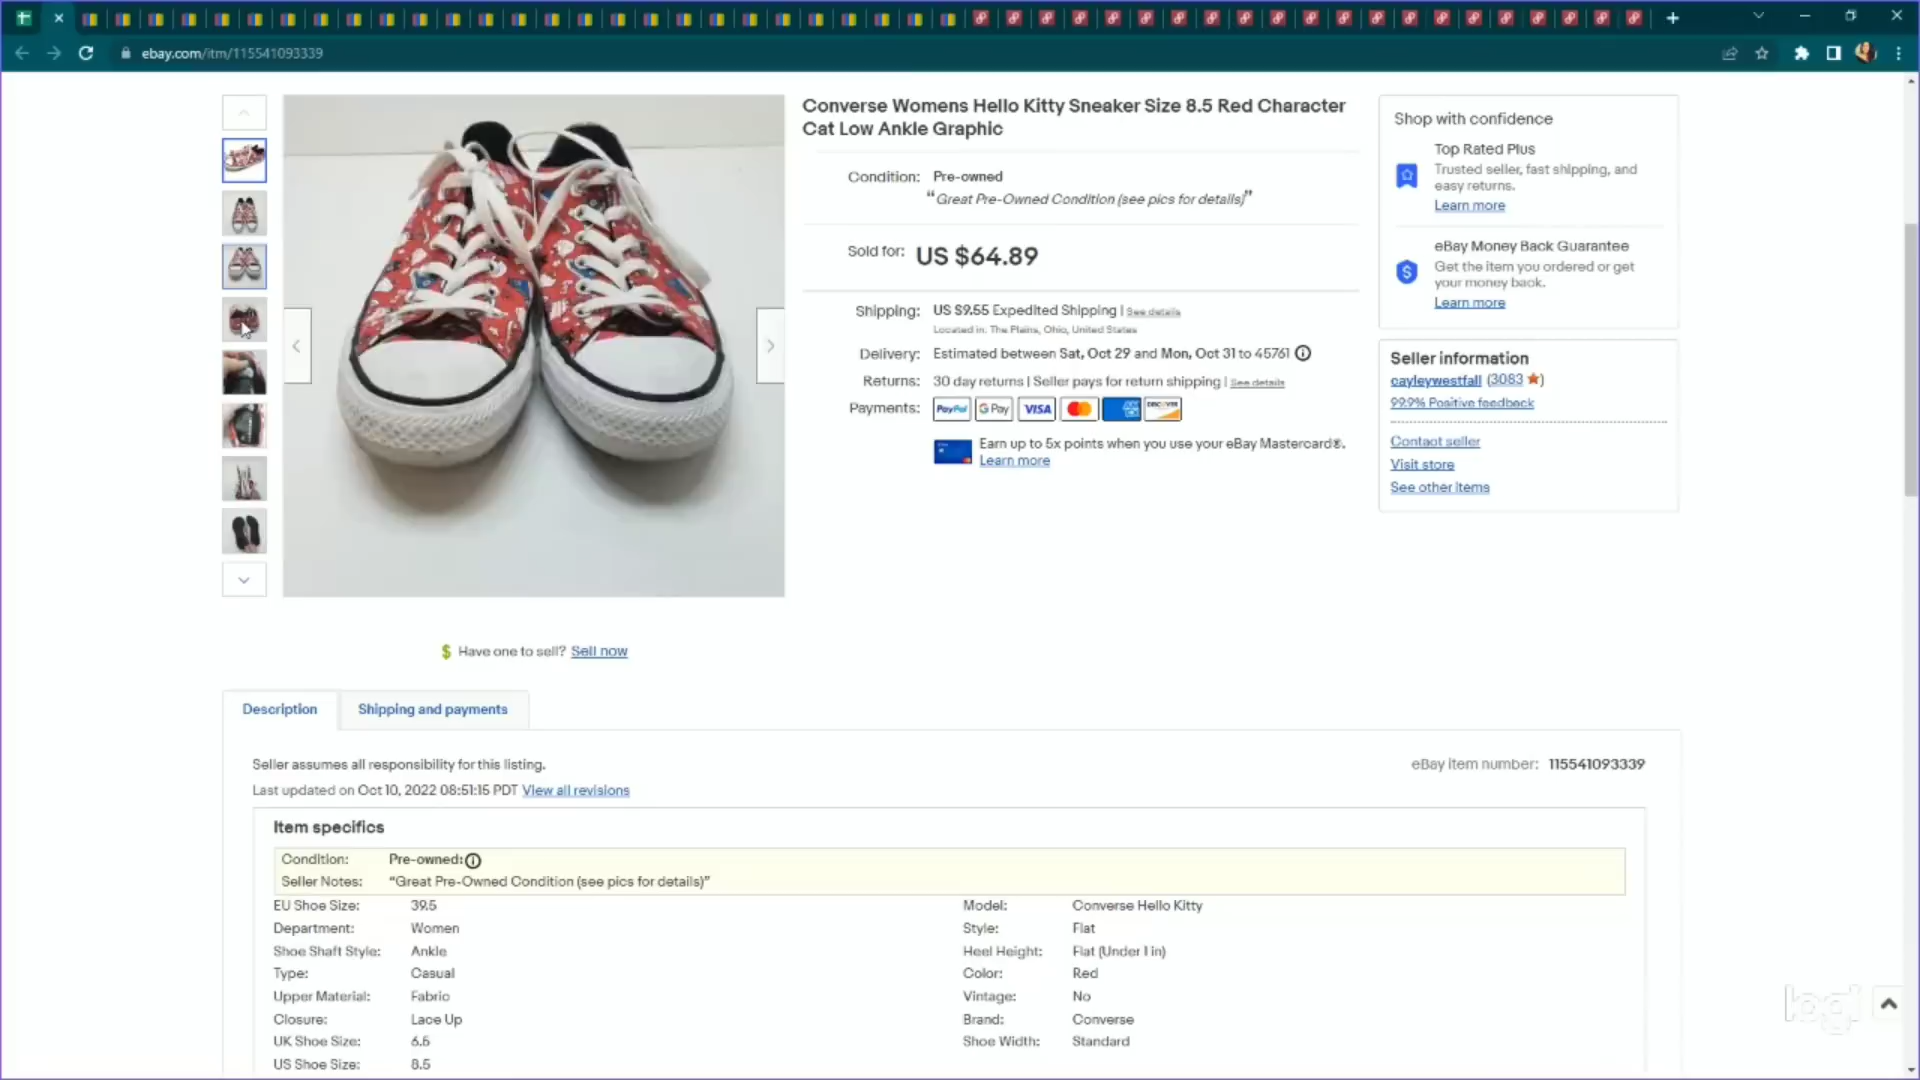 ebay.com/itm/115541093339
Converse Womens Hello Kitty Sneaker Size 8.5 Red Character
Cat Low Ankle Graphic
Condition: Pre-owned
"Great Pre-Owned Condition (see pics for details)"
Sold for: US $64.89
Shipping: US $9.55 Expedited Shipping | See details
Located in: The Plains, Ohio, United States
Delivery: Estimated between Sat, Oct 29 and Mon, Oct 31 to 45761
Returns: 30 day returns | Seller pays for return shipping | See details
Payments: PayPal G Pay VISA DISCOVER
Earn up to 5x points when you use your eBay Mastercard®.
Learn more
Shop with confidence
Top Rated Plus
Trusted seller, fast shipping, and
easy returns.
Learn more
eBay Money Back Guarantee
Get the item you ordered or get
your money back.
Learn more
Seller information
cayleywestfall (3083)
99.9% Positive feedback
Contact seller
Visit store
See other items
$ Have one to sell? Sell now
Description
Shipping and payments
Seller assumes all responsibility for this listing.
Last updated on Oct 10, 2022 08:51:15 PDT View all revisions
eBay item number: 115541093339
Item specifics
Condition: Pre-owned:
Seller Notes: "Great Pre-Owned Condition (see pics for details)"
EU Shoe Size: 39.5
Model: Converse Hello Kitty
Department: Women
Style: Flat
Shoe Shaft Style: Ankle
Heel Height: Flat (Under 1 in)
Type: Casual
Color: Red
Upper Material: Fabric
Vintage: No
Closure: Lace Up
Brand: Converse
UK Shoe Size: 6.5
Shoe Width: Standard
US Shoe Size: 8.5
logi